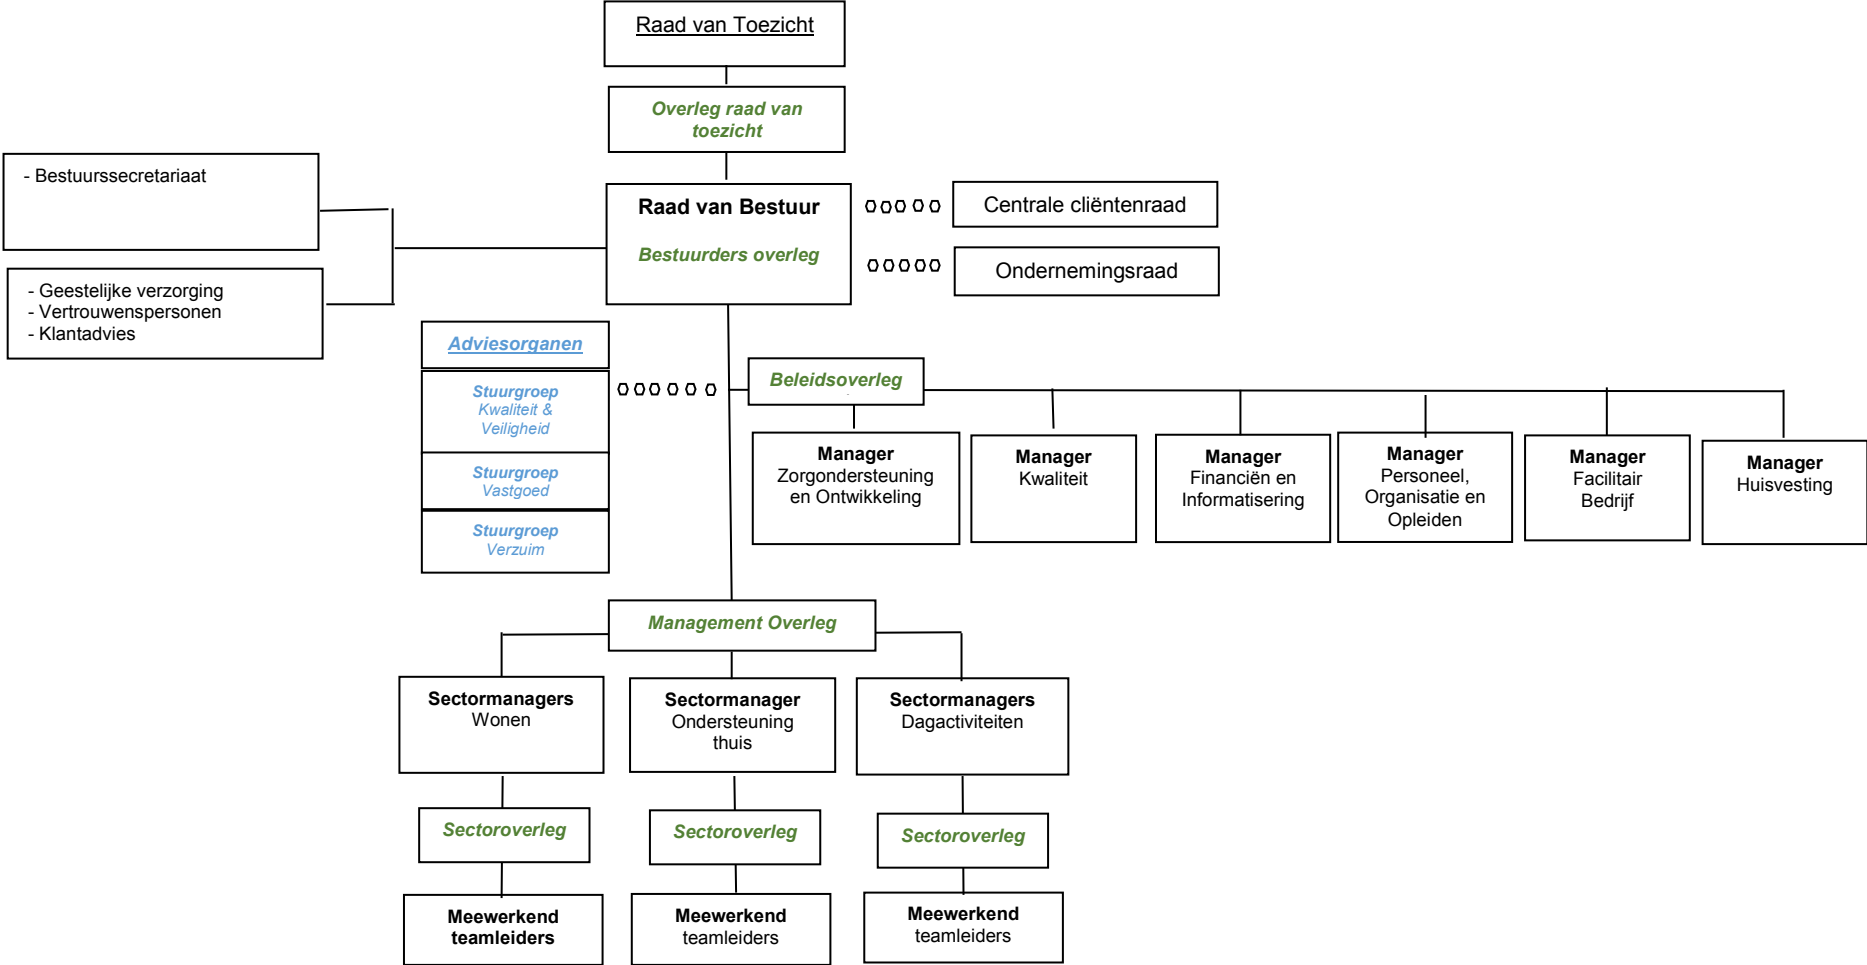 Raad van Toezicht
Overleg raad van
toezicht
- Bestuurssecretariaat
Raad van Bestuur
Bestuurders overleg
Centrale cliëntenraad
Ondernemingsraad
- Geestelijke verzorging
- Vertrouwenspersonen
- Klantadvies
Adviesorganen
Stuurgroep
Kwaliteit &
Veiligheid
Stuurgroep
Vastgoed
Stuurgroep
Verzuim
Beleidsoverleg
Manager
Zorgondersteuning
en Ontwikkeling
Manager
Kwaliteit
Manager
Financiën en
Informatisering
Manager
Personeel,
Organisatie en
Opleiden
Manager
Facilitair
Bedrijf
Manager
Huisvesting
Management Overleg
Sectormanagers
Wonen
Sectormanager
Ondersteuning
thuis
Sectormanagers
Dagactiviteiten
Sectoroverleg
Sectoroverleg
Sectoroverleg
Meewerkend
teamleiders
Meewerkend
teamleiders
Meewerkend
teamleiders